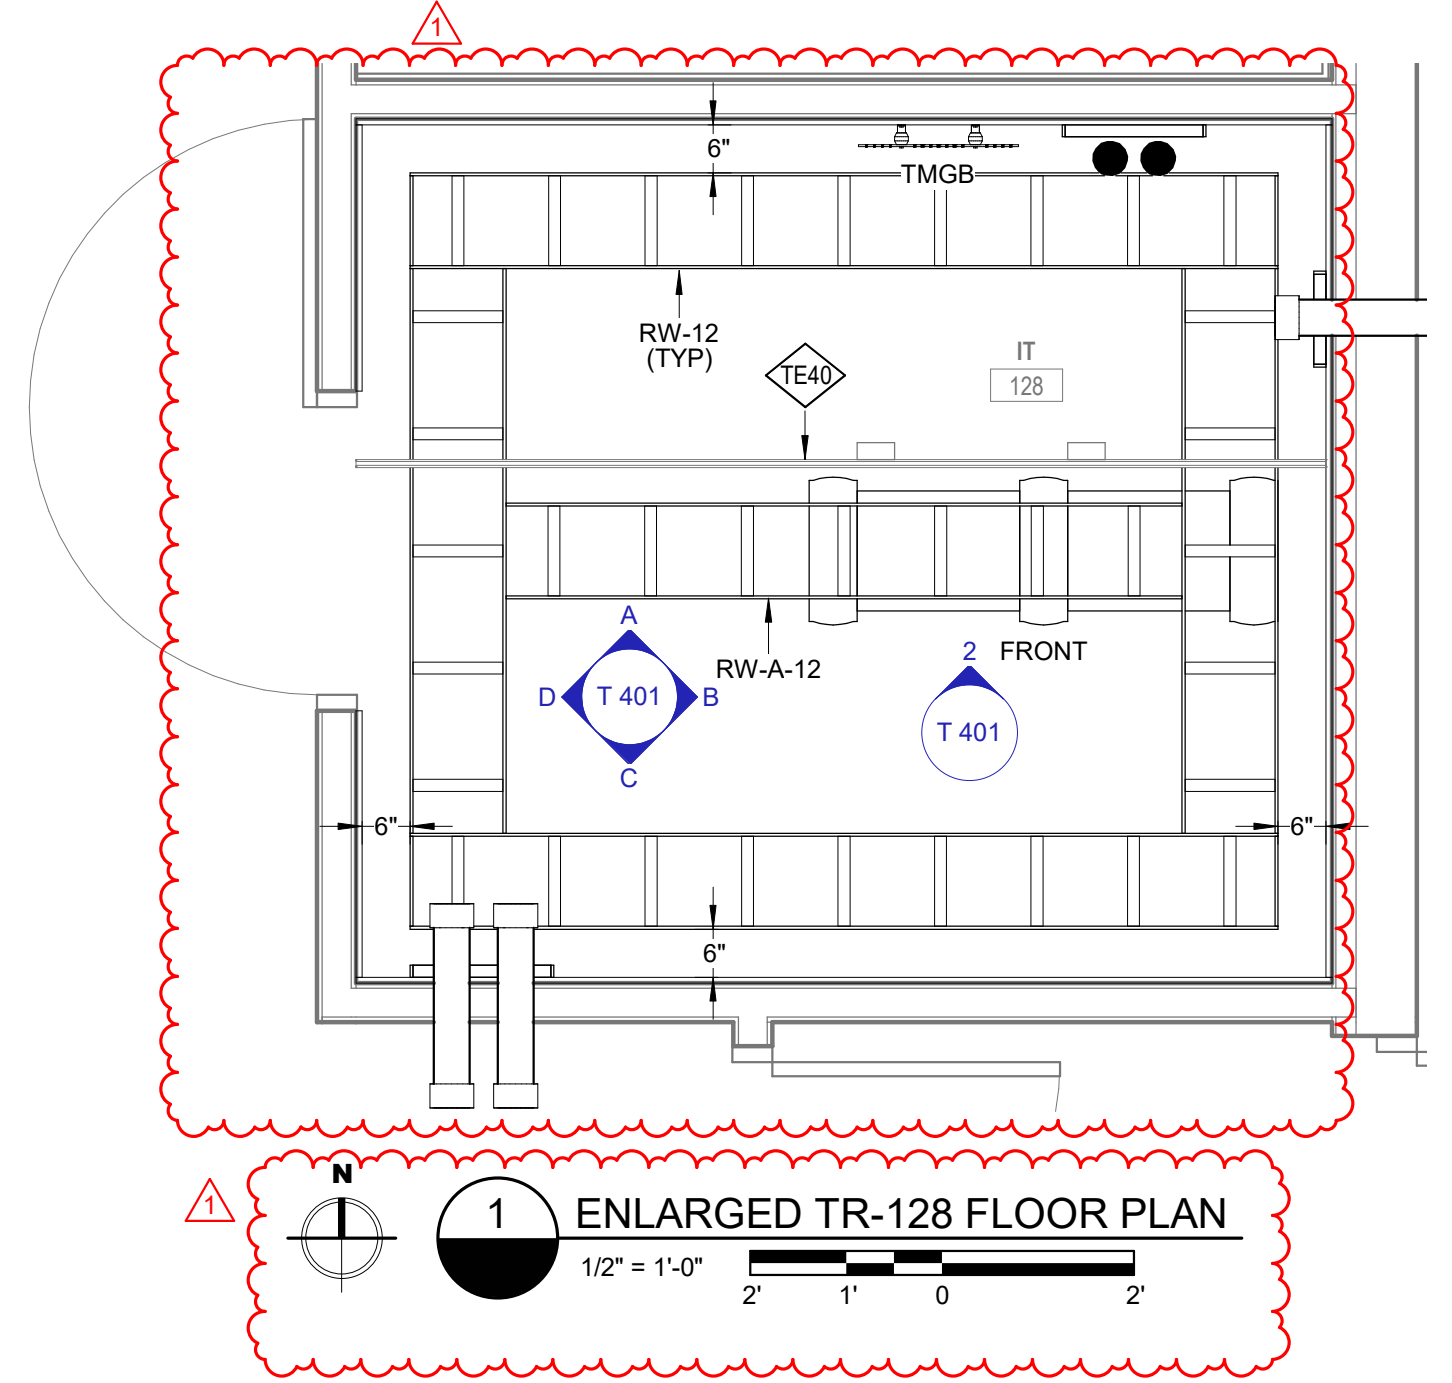 1
6"
TMGB
RW-12
(TYP)
TE40
IT
128
A
D
T 401
B
C
RW-A-12
2
FRONT
T 401
6"
6"
6"
1
N
1
ENLARGED TR-128 FLOOR PLAN
1/2" = 1'-0"
2'
1'
0
2'